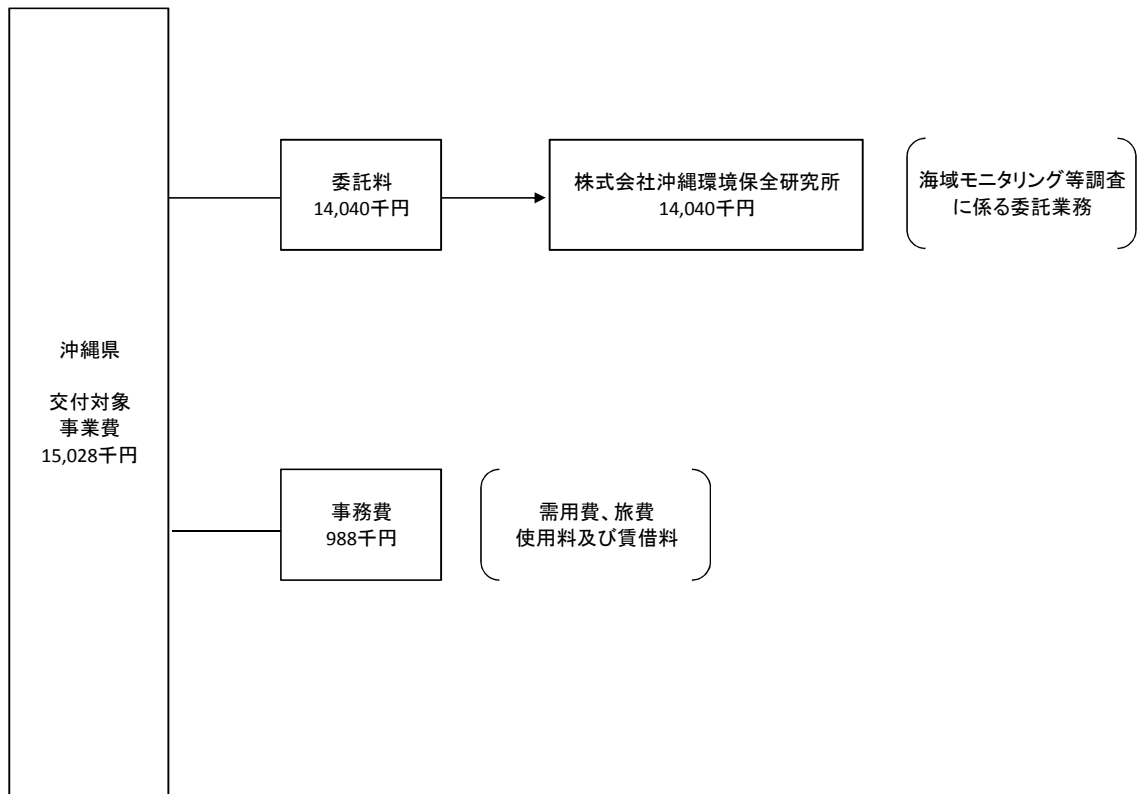 沖縄県
交付対象
事業費
15,028千円
委託料
14,040千円
株式会社沖縄環境保全研究所
14,040千円
海域モニタリング等調査
に係る委託業務
事務費
988千円
需用費、旅費
使用料及び賃借料